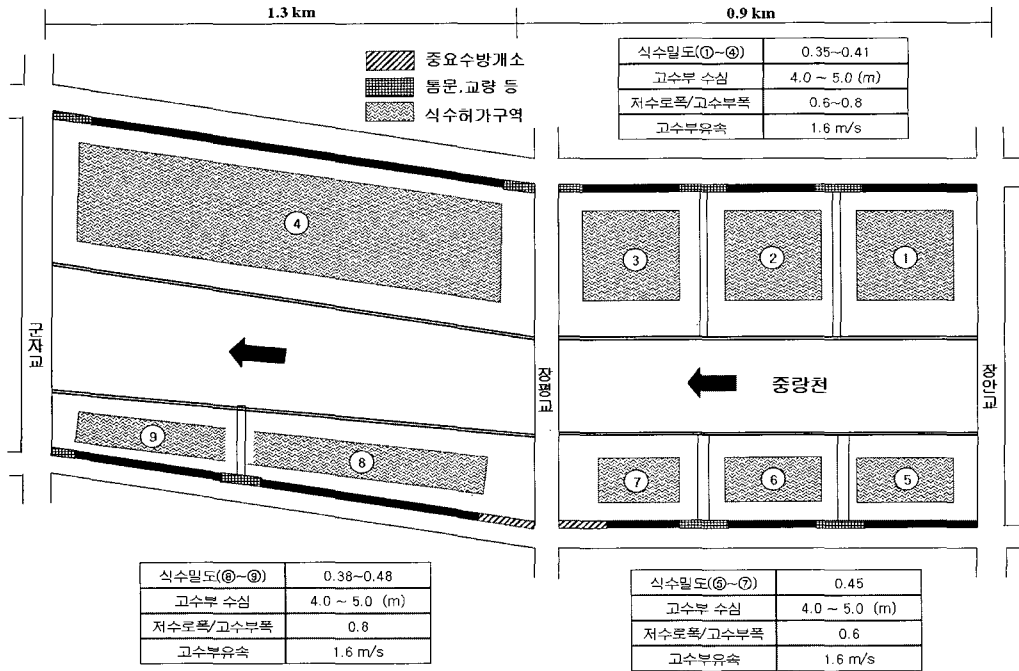 1.3 km
0.9 km
중요수방개소
통문,교량 등
식수허가구역
식수밀도(①~④) 0.35~0.41
고수부 수심 4.0 ~ 5.0 (m)
저수로폭/고수부폭 0.6~0.8
고수부유속 1.6 m/s
④
③
②
①
군자교
장평교
중랑천
장안교
⑨
⑧
⑦
⑥
⑤
식수밀도(⑧~⑨) 0.38~0.48
고수부 수심 4.0 ~ 5.0 (m)
저수로폭/고수부폭 0.8
고수부유속 1.6 m/s
식수밀도(⑤~⑦) 0.45
고수부 수심 4.0 ~ 5.0 (m)
저수로폭/고수부폭 0.6
고수부유속 1.6 m/s